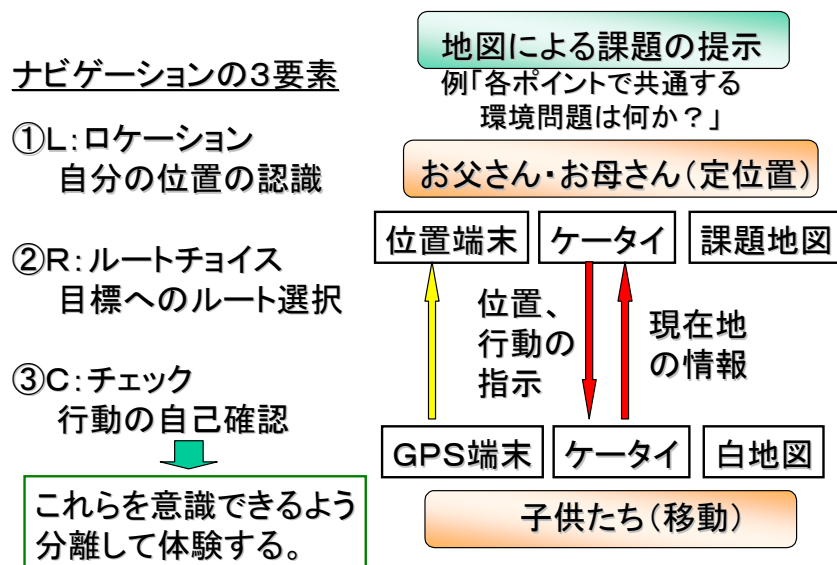 ナビゲーションの3要素
①L:ロケーション
自分の位置の認識
②R:ルートチョイス
目標へのルート選択
③C:チェック
行動の自己確認
これらを意識できるよう
分離して体験する。
地図による課題の提示
例「各ポイントで共通する
環境問題は何か?」
お父さん・お母さん(定位置)
位置端末
ケータイ
課題地図
位置、
行動の
指示
現在地
の情報
GPS端末
ケータイ
白地図
子供たち(移動)